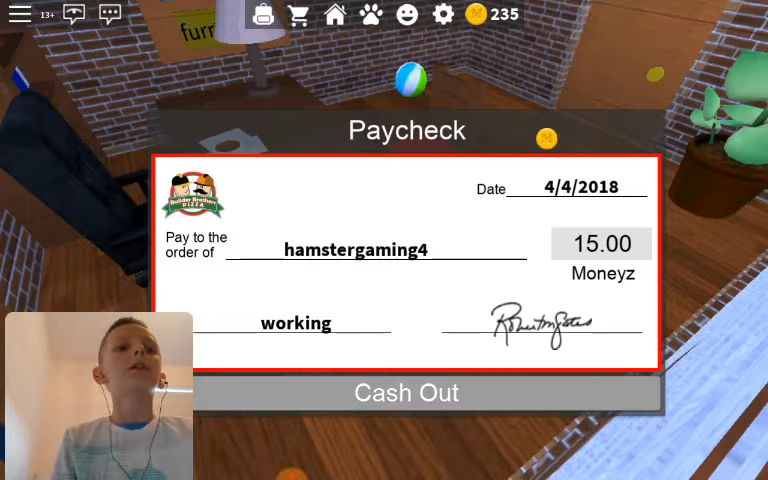 13+
235
furn
Paycheck
Builder Brothers
PIZZA
Date 4/4/2018
Pay to the
order of hamstergaming4
15.00
Moneyz
working
Cash Out